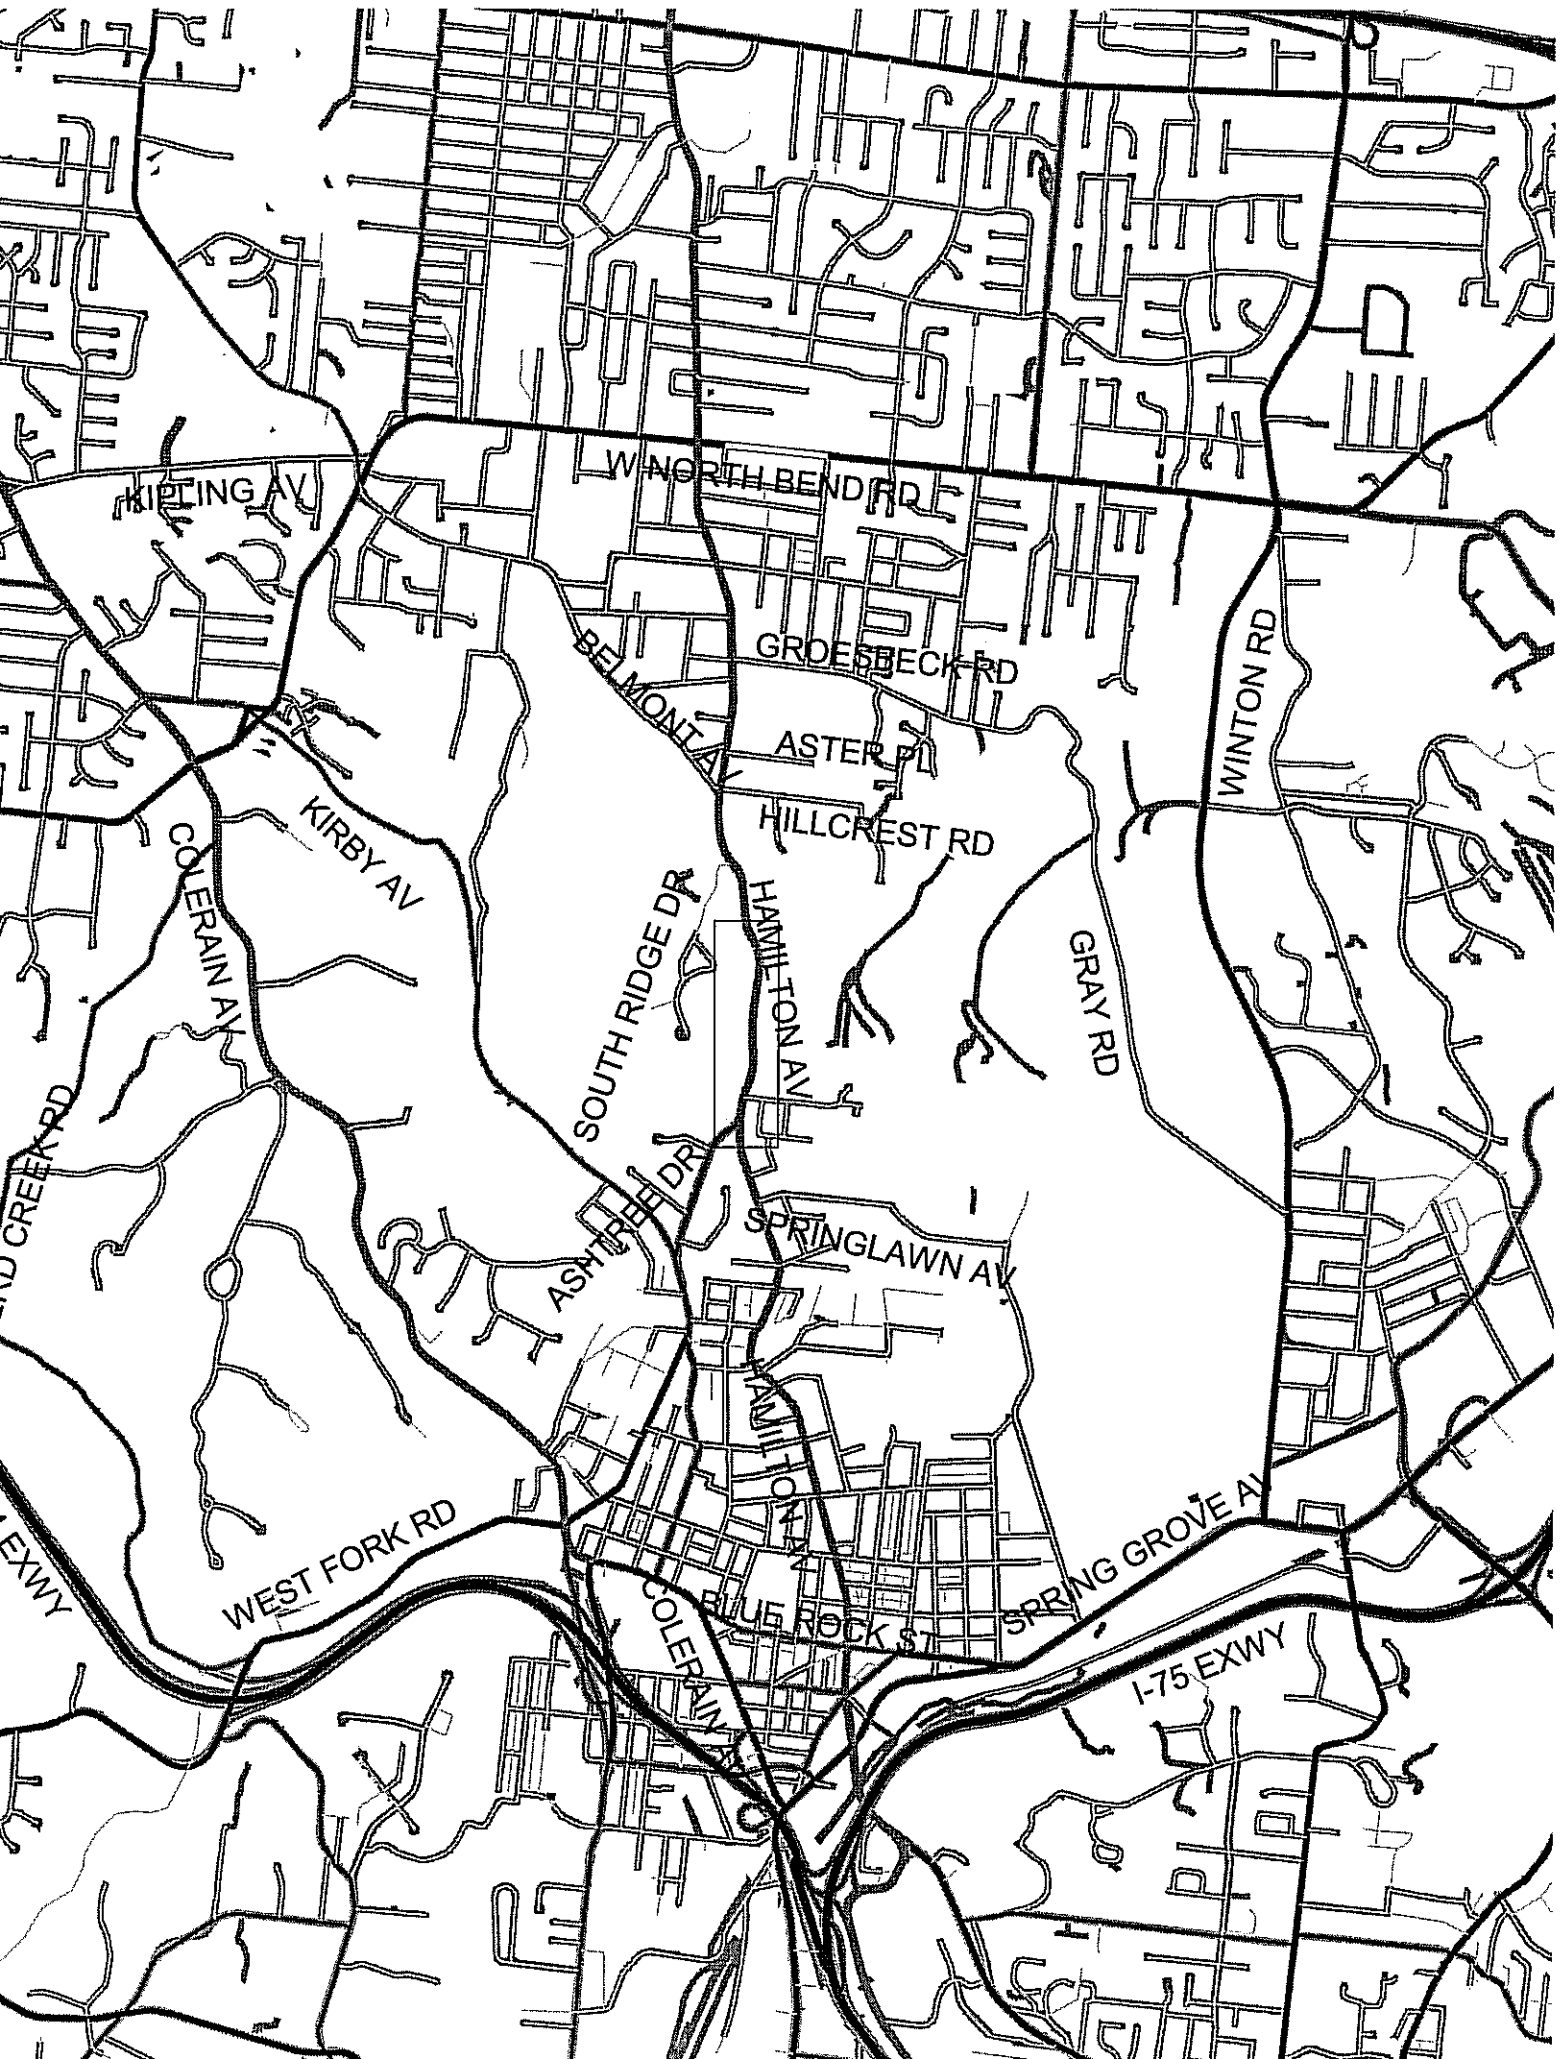 W NORTH BEND RD
KIPLING AV
BELMONT AV
GROESBECK RD
WINTON RD
ASTER PL
HILLCREST RD
KIRBY AV
COLERAIN AV
SOUTH RIDGE DR
HAMILTON AV
GRAY RD
CREEK RD
ASHTREE DR
SPRINGLAWN AV
HAMILTON AV
WEST FORK RD
SPRING GROVE AV
EXWY
COLERAIN AV
BLUE ROCK ST
I-75 EXWY